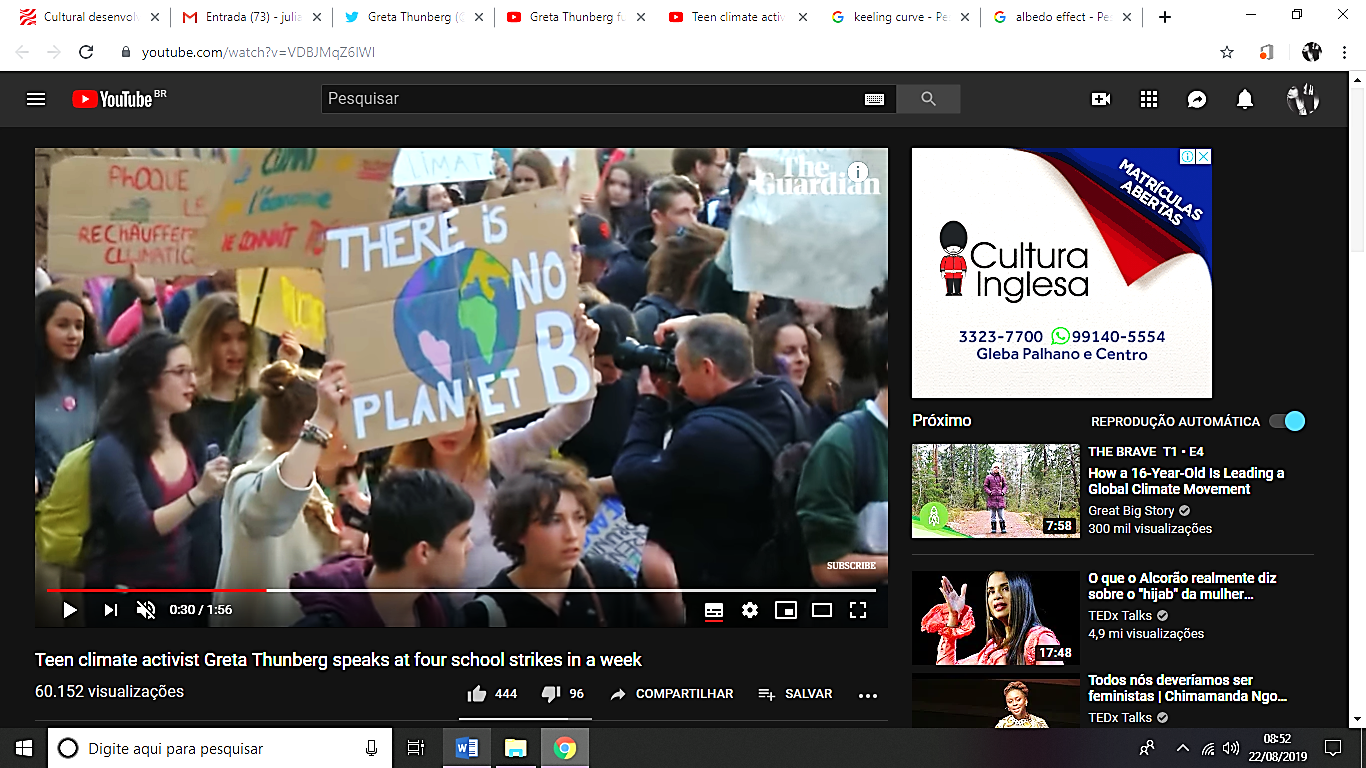 Cultural desenvol
Entrada (73) - julia
Greta Thunberg (@
Greta Thunberg fu
Teen climate activ
keeling curve - Pe
albedo effect - Pe
youtube.com/watch?v=VDBJMqZ6IWI
YouTube BR
Pesquisar
The
Guardian
CLIMAT
PHOQUE
LE
RECHAUFFEM
CLIMATIQ
l'économie
THERE IS
NO
PLANET B
SUBSCRIBE
0:30 / 1:56
Teen climate activist Greta Thunberg speaks at four school strikes in a week
60.152 visualizações
444
96
COMPARTILHAR
SALVAR
MATRÍCULAS
ABERTAS
Cultura
Inglesa
3323-7700 99140-5554
Gleba Palhano e Centro
Próximo
REPRODUÇÃO AUTOMÁTICA
THE BRAVE T1 • E4
How a 16-Year-Old Is Leading a
Global Climate Movement
Great Big Story
300 mil visualizações
7:58
O que o Alcorão realmente diz
sobre o "hijab" da mulher...
TEDx Talks
4,9 mi visualizações
17:48
Todos nós deveríamos ser
feministas | Chimamanda Ngo...
TEDx Talks
Digite aqui para pesquisar
08:52
22/08/2019